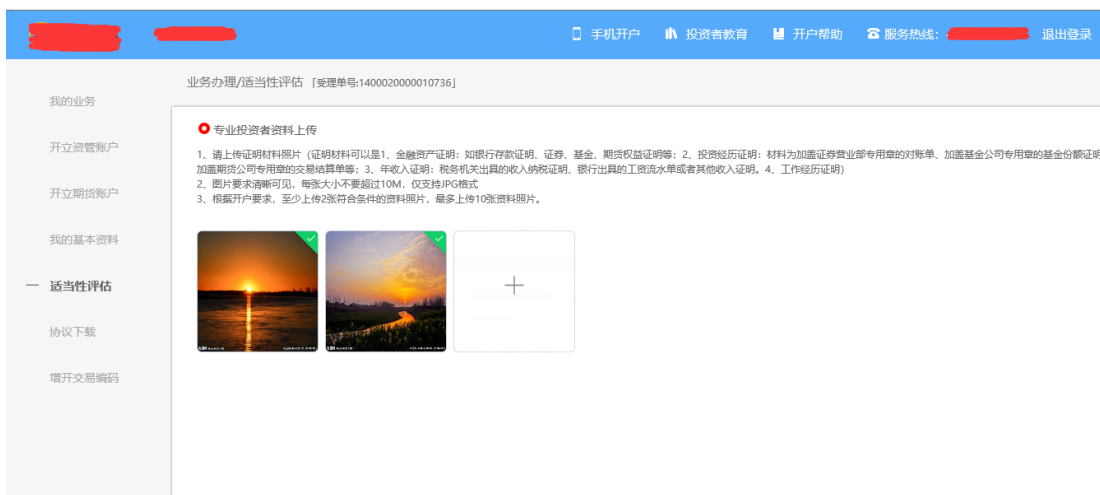 手机开户
投资者教育
开户帮助
服务热线：
退出登录
业务办理/适当性评估「受理单号:1400020000010736」
我的业务
开立资管账户
开立期货账户
我的基本资料
适当性评估
协议下载
增开交易编码
专业投资者资料上传
1、请上传证明材料照片（证明材料可以是1、金融资产证明：如银行存款证明、证券、基金、期货权益证明等；2、投资经历证明：材料为加盖证券营业部专用章的对账单、加盖基金公司专用章的基金份额证明
加盖期货公司专用章的交易结算单等；3、年收入证明：税务机关出具的收入纳税证明、银行出具的工资流水单或者其他收入证明。4、工作经历证明）
2、图片要求清晰可见，每张大小不要超过10M，仅支持JPG格式
3、根据开户要求，至少上传2张符合条件的资料照片，最多上传10张资料照片。